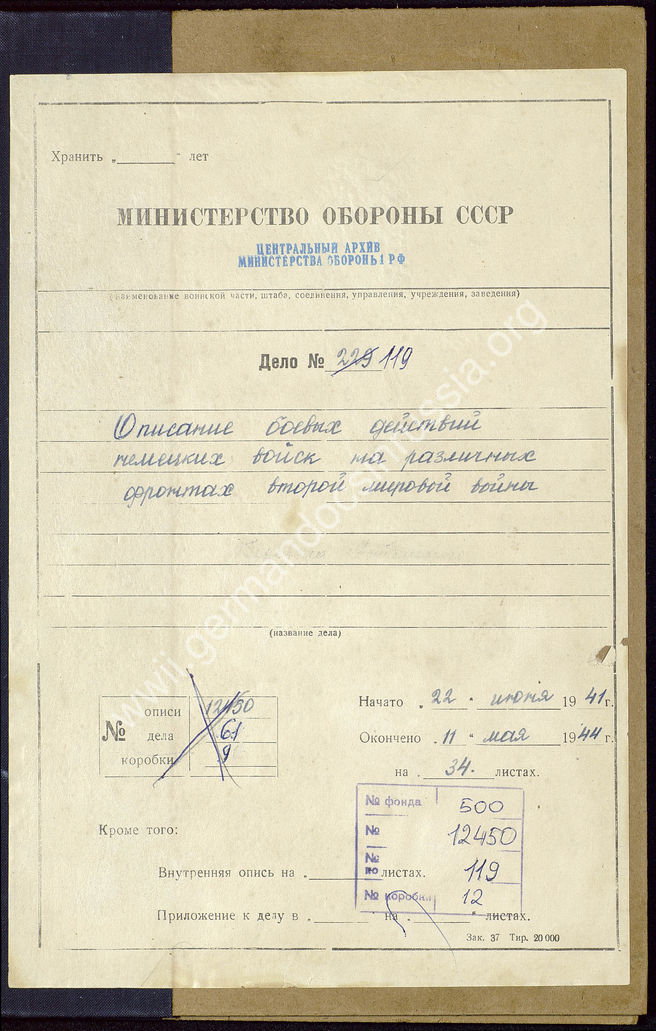 Хранить „ " лет
МИНИСТЕРСТВО ОБОРОНЫ СССР
ЦЕНТРАЛЬНЫЙ АРХИВ
МИНИСТЕРСТВА ОБОРОНЫ РФ
(наименование воинской части, штаба, соединения, управления, учреждения, заведения)
Дело № 229 119
Описание боевых действий
немецких войск на различных
фронтах второй мировой войны
(название дела)
№ описи 12450
дела 61
коробки 9
Начато „22" июня 1941 г.
Окончено „11" мая 1944 г.
на 34. листах.
№ фонда 500
№ 12450
№ по 119
№ коробки 12
Кроме того:
Внутренняя опись на листах.
Приложение к делу в на листах.
Зак. 37 Тир. 20 000
www.germandocsinrussia.org